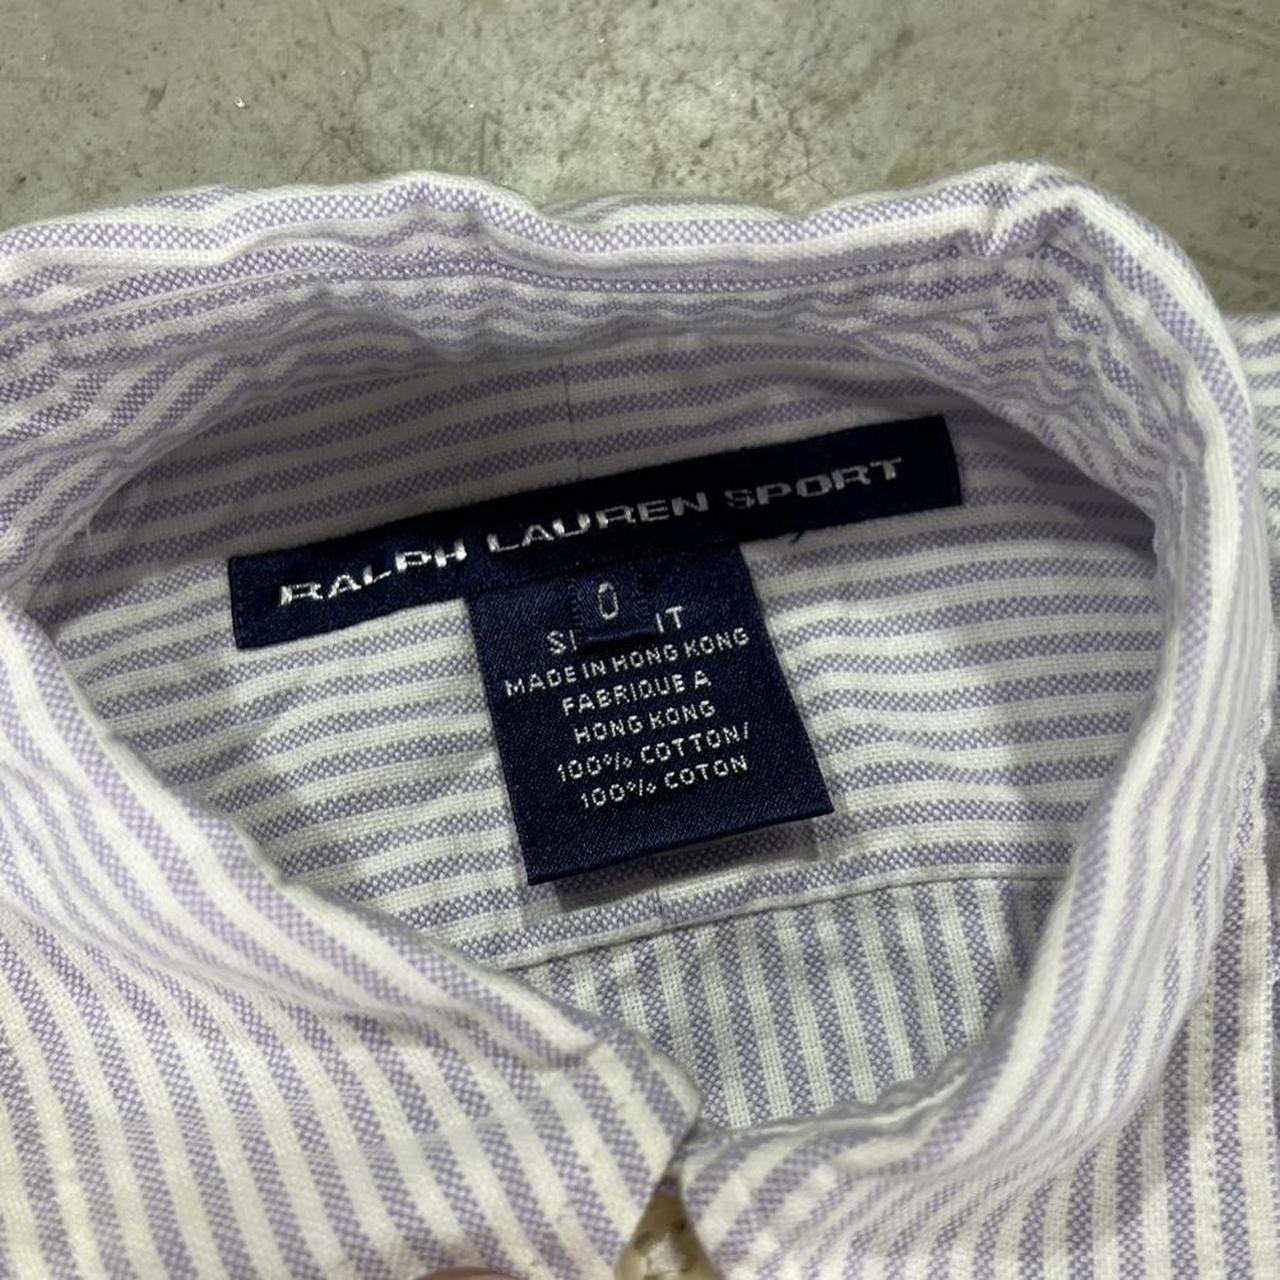 RALPH LAUREN SPORT
0
MADE IN HONG KONG
FABRIQUE A
HONG KONG
100% COTTON/
100% COTON